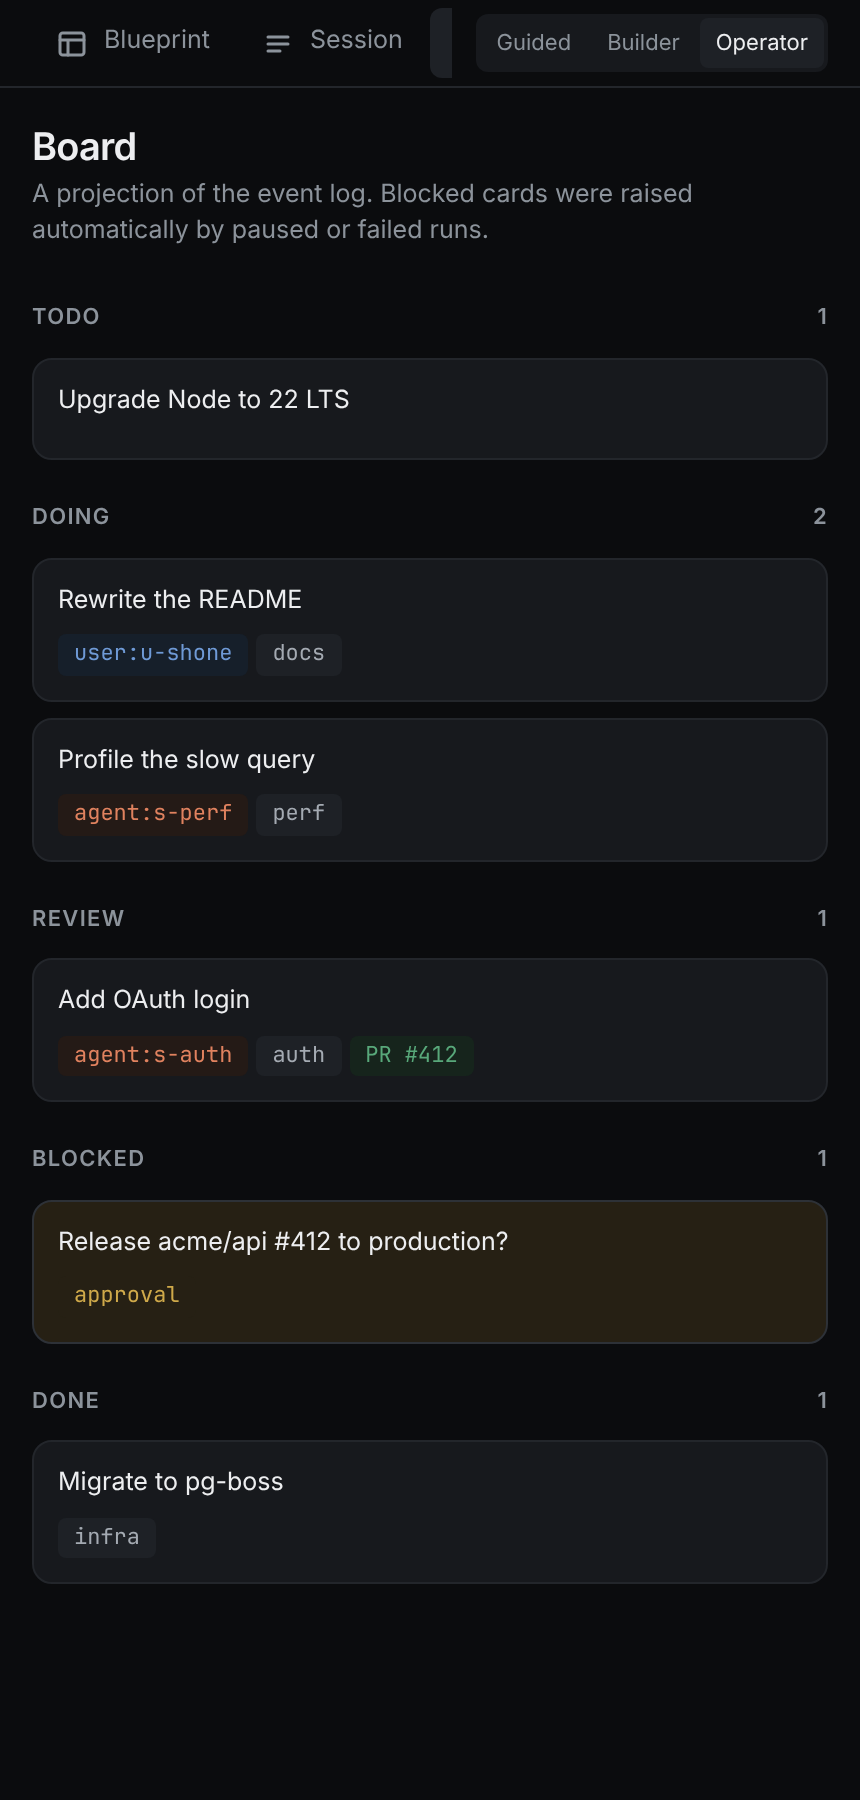 Blueprint
Session
Guided
Builder
Operator
Board
A projection of the event log. Blocked cards were raised
automatically by paused or failed runs.
TODO 1
Upgrade Node to 22 LTS
DOING 2
Rewrite the README
user:u-shone docs
Profile the slow query
agent:s-perf perf
REVIEW 1
Add OAuth login
agent:s-auth auth PR #412
BLOCKED 1
Release acme/api #412 to production?
approval
DONE 1
Migrate to pg-boss
infra